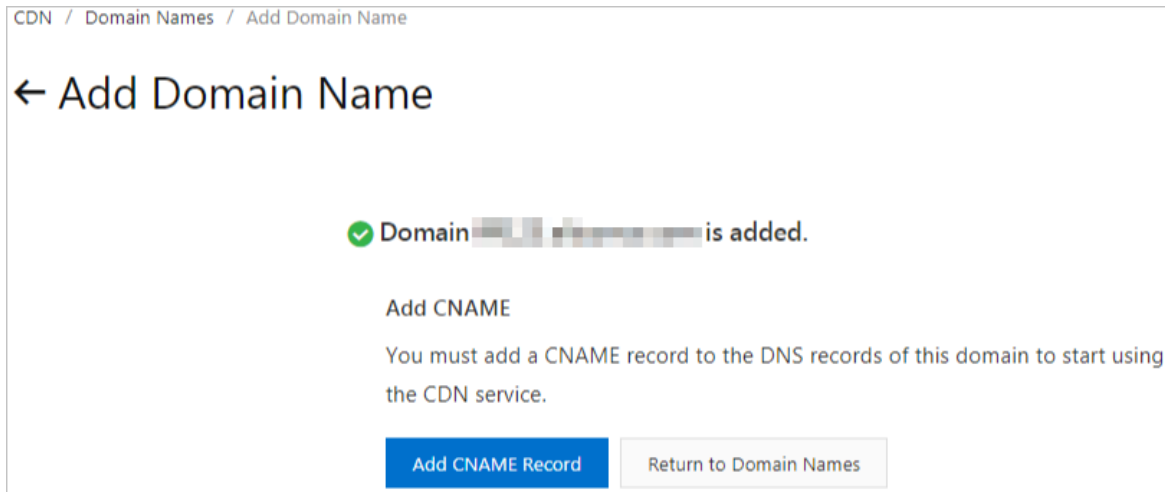 CDN / Domain Names / Add Domain Name
← Add Domain Name
Domain is added.
Add CNAME
You must add a CNAME record to the DNS records of this domain to start using
the CDN service.
Add CNAME Record Return to Domain Names